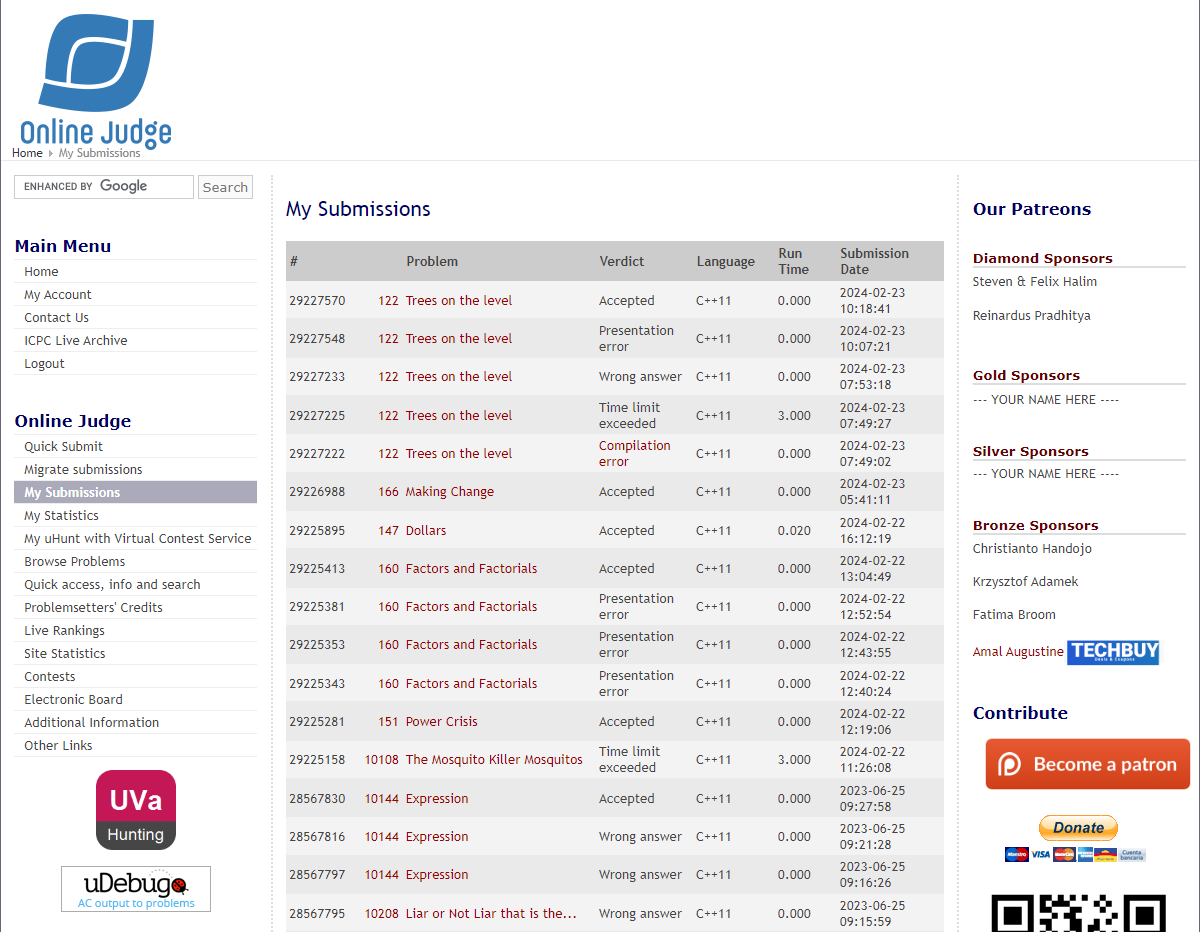 Online Judge
Home My Submissions
ENHANCED BY Google
Search
Main Menu
Home
My Account
Contact Us
ICPC Live Archive
Logout
Online Judge
Quick Submit
Migrate submissions
My Submissions
My Statistics
My uHunt with Virtual Contest Service
Browse Problems
Quick access, info and search
Problemsetters' Credits
Live Rankings
Site Statistics
Contests
Electronic Board
Additional Information
Other Links
UVa
Hunting
uDebug
AC output to problems
My Submissions
# Problem Verdict Language Run Time Submission Date
29227570 122 Trees on the level Accepted C++11 0.000 2024-02-23 10:18:41
29227548 122 Trees on the level Presentation error C++11 0.000 2024-02-23 10:07:21
29227233 122 Trees on the level Wrong answer C++11 0.000 2024-02-23 07:53:18
29227225 122 Trees on the level Time limit exceeded C++11 3.000 2024-02-23 07:49:27
29227222 122 Trees on the level Compilation error C++11 0.000 2024-02-23 07:49:02
29226988 166 Making Change Accepted C++11 0.000 2024-02-23 05:41:11
29225895 147 Dollars Accepted C++11 0.020 2024-02-22 16:12:19
29225413 160 Factors and Factorials Accepted C++11 0.000 2024-02-22 13:04:49
29225381 160 Factors and Factorials Presentation error C++11 0.000 2024-02-22 12:52:54
29225353 160 Factors and Factorials Presentation error C++11 0.000 2024-02-22 12:43:55
29225343 160 Factors and Factorials Presentation error C++11 0.000 2024-02-22 12:40:24
29225281 151 Power Crisis Accepted C++11 0.000 2024-02-22 12:19:06
29225158 10108 The Mosquito Killer Mosquitos Time limit exceeded C++11 3.000 2024-02-22 11:26:08
28567830 10144 Expression Accepted C++11 0.000 2023-06-25 09:27:58
28567816 10144 Expression Wrong answer C++11 0.000 2023-06-25 09:21:28
28567797 10144 Expression Wrong answer C++11 0.000 2023-06-25 09:16:26
28567795 10208 Liar or Not Liar that is the... Wrong answer C++11 0.000 2023-06-25 09:15:59
Our Patreons
Diamond Sponsors
Steven & Felix Halim
Reinardus Pradhitya
Gold Sponsors
--- YOUR NAME HERE ----
Silver Sponsors
--- YOUR NAME HERE ----
Bronze Sponsors
Christianto Handojo
Krzysztof Adamek
Fatima Broom
Amal Augustine TECHBUY
Deals & Coupons
Contribute
Become a patron
Donate
VISA
Cuenta bancaria